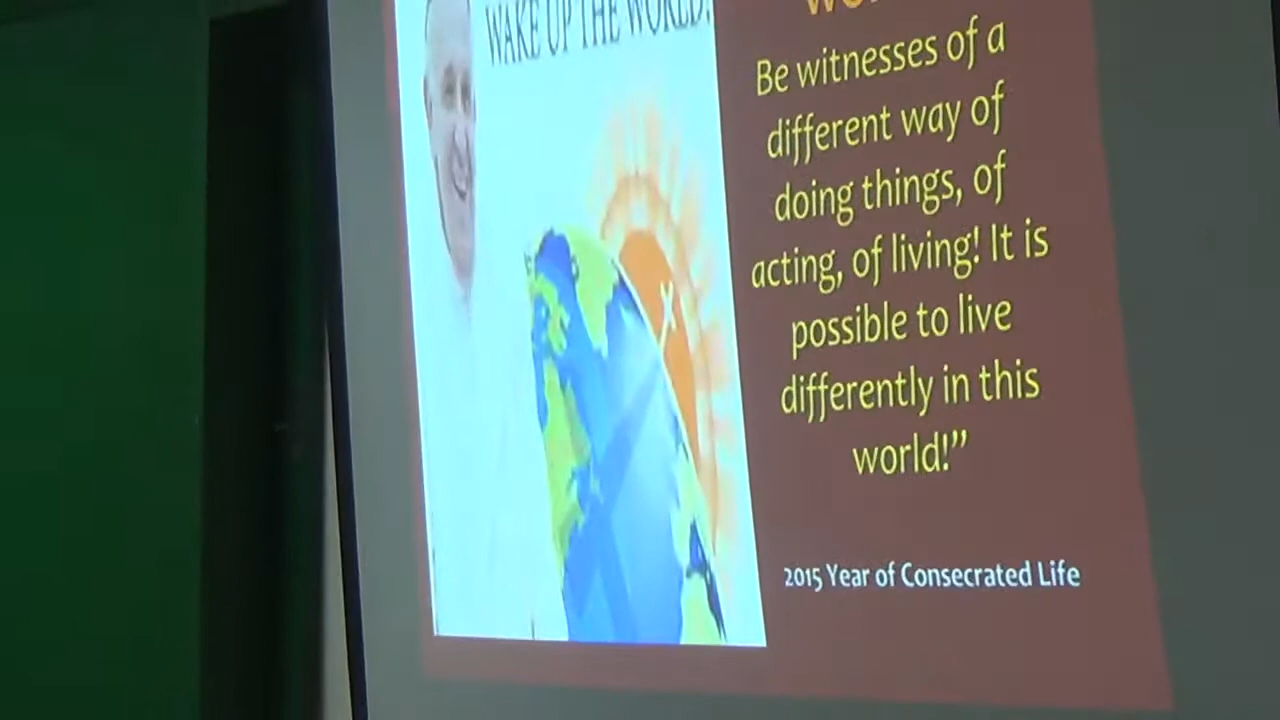 WAKE UP THE WORLD!
Be witnesses of a
different way of
doing things, of
acting, of living! It is
possible to live
differently in this
world!”
2015 Year of Consecrated Life